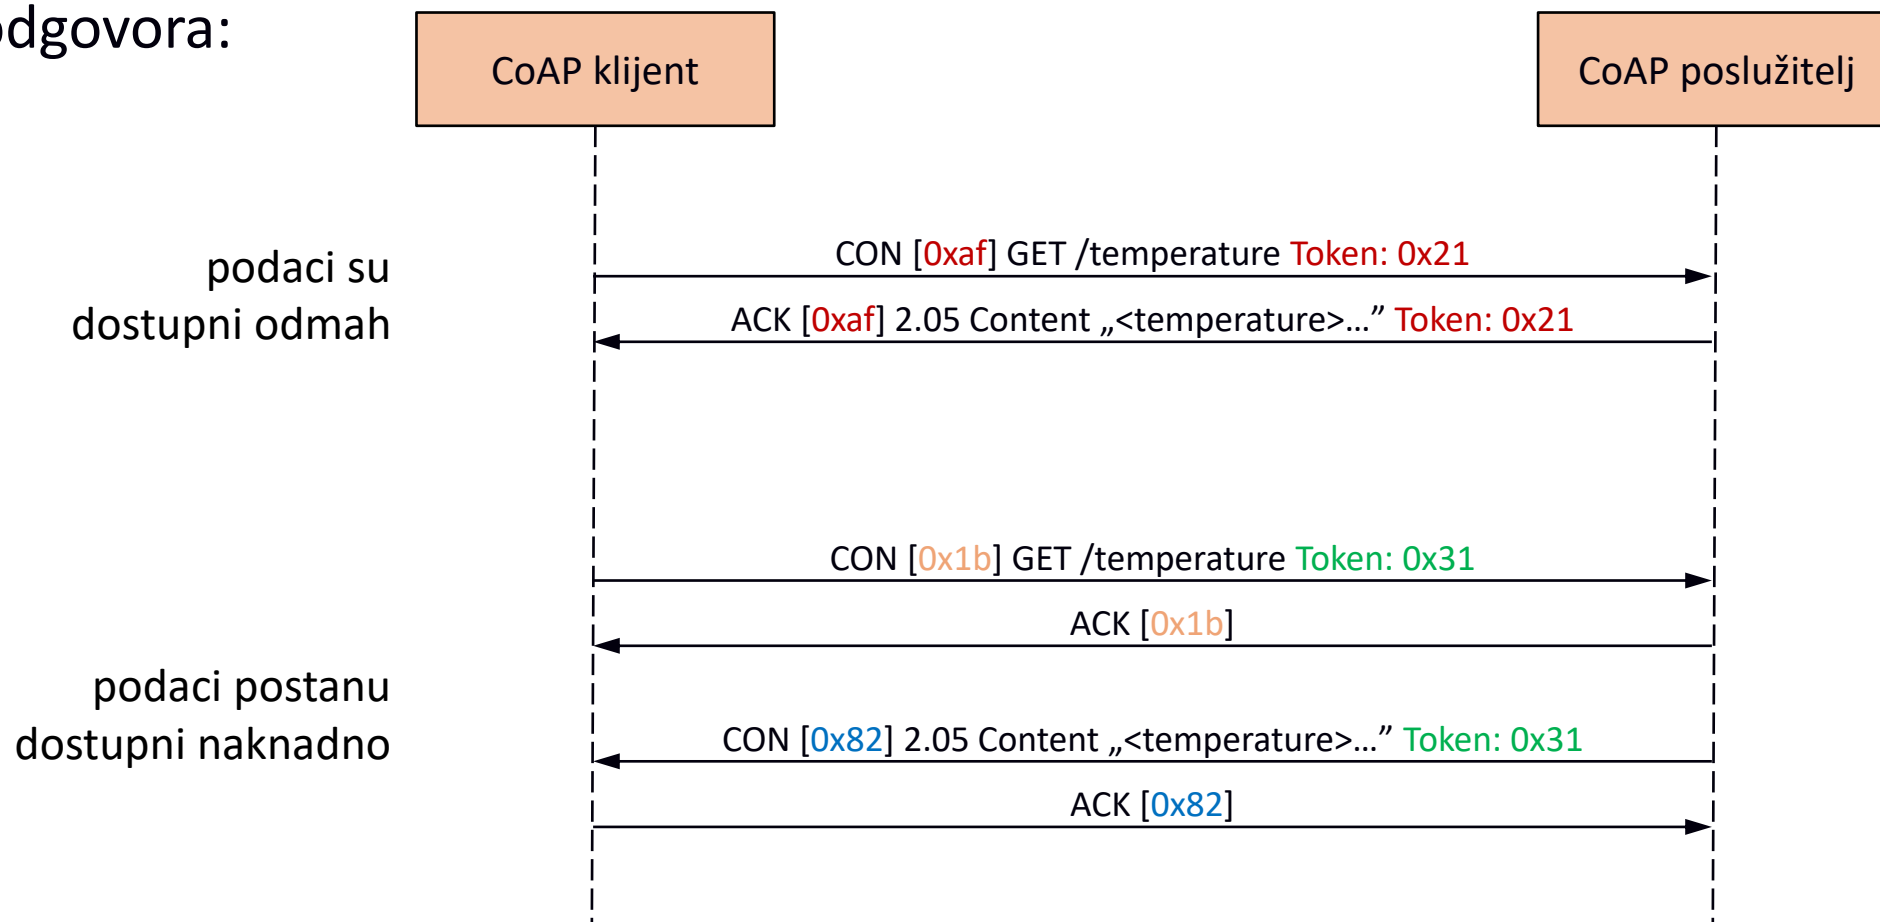 odgovora:
CoAP klijent
CoAP poslužitelj
podaci su
dostupni odmah
CON [0xaf] GET /temperature Token: 0x21
ACK [0xaf] 2.05 Content „<temperature>...” Token: 0x21
CON [0x1b] GET /temperature Token: 0x31
ACK [0x1b]
podaci postanu
dostupni naknadno
CON [0x82] 2.05 Content „<temperature>...” Token: 0x31
ACK [0x82]